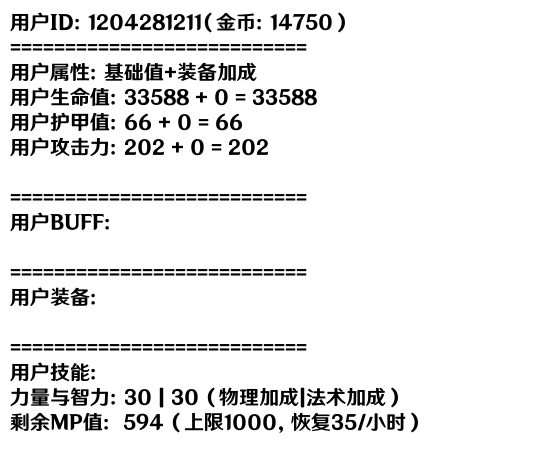 用户ID: 1204281211(金币: 14750)
===========================
用户属性: 基础值+装备加成
用户生命值: 33588 + 0 = 33588
用户护甲值: 66 + 0 = 66
用户攻击力: 202 + 0 = 202
===========================
用户BUFF:
===========================
用户装备:
===========================
用户技能:
力量与智力: 30 | 30 (物理加成|法术加成)
剩余MP值:  594 (上限1000, 恢复35/小时)